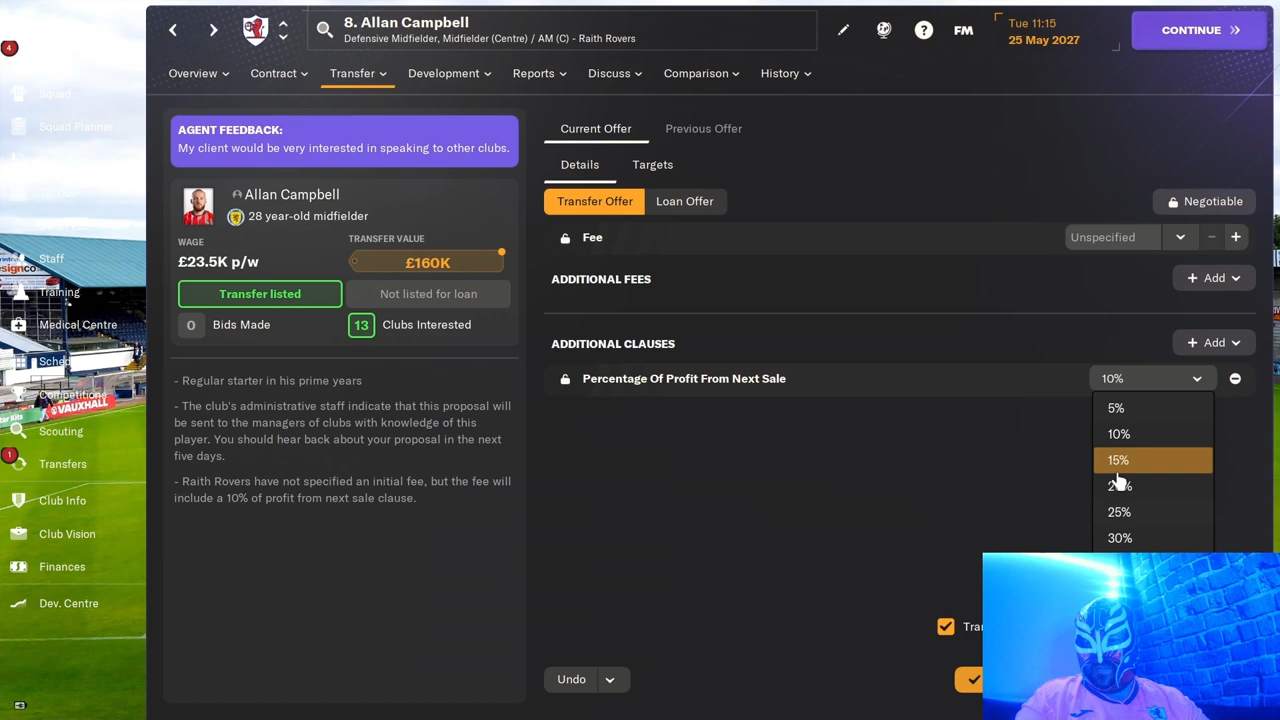 8. Allan Campbell
Defensive Midfielder, Midfielder (Centre) / AM (C) - Raith Rovers
FM
Tue 11:15
25 May 2027
CONTINUE
4
Overview
Contract
Transfer
Development
Reports
Discuss
Comparison
History
Squad
Squad Planner
Staff
Training
Medical Centre
Sched
Competitions
Scouting
1
Transfers
Club Info
Club Vision
Finances
Dev. Centre
VAUXHALL
AGENT FEEDBACK:
My client would be very interested in speaking to other clubs.
Allan Campbell
28 year-old midfielder
WAGE
£23.5K p/w
TRANSFER VALUE
£160K
Transfer listed
Not listed for loan
0 Bids Made
13 Clubs Interested
- Regular starter in his prime years
- The club's administrative staff indicate that this proposal will
be sent to the managers of clubs with knowledge of this
player. You should hear back about your proposal in the next
five days.
- Raith Rovers have not specified an initial fee, but the fee will
include a 10% of profit from next sale clause.
Current Offer
Previous Offer
Details
Targets
Transfer Offer
Loan Offer
Negotiable
Fee
Unspecified
ADDITIONAL FEES
+ Add
ADDITIONAL CLAUSES
+ Add
Percentage Of Profit From Next Sale
10%
5%
10%
15%
25%
30%
Undo